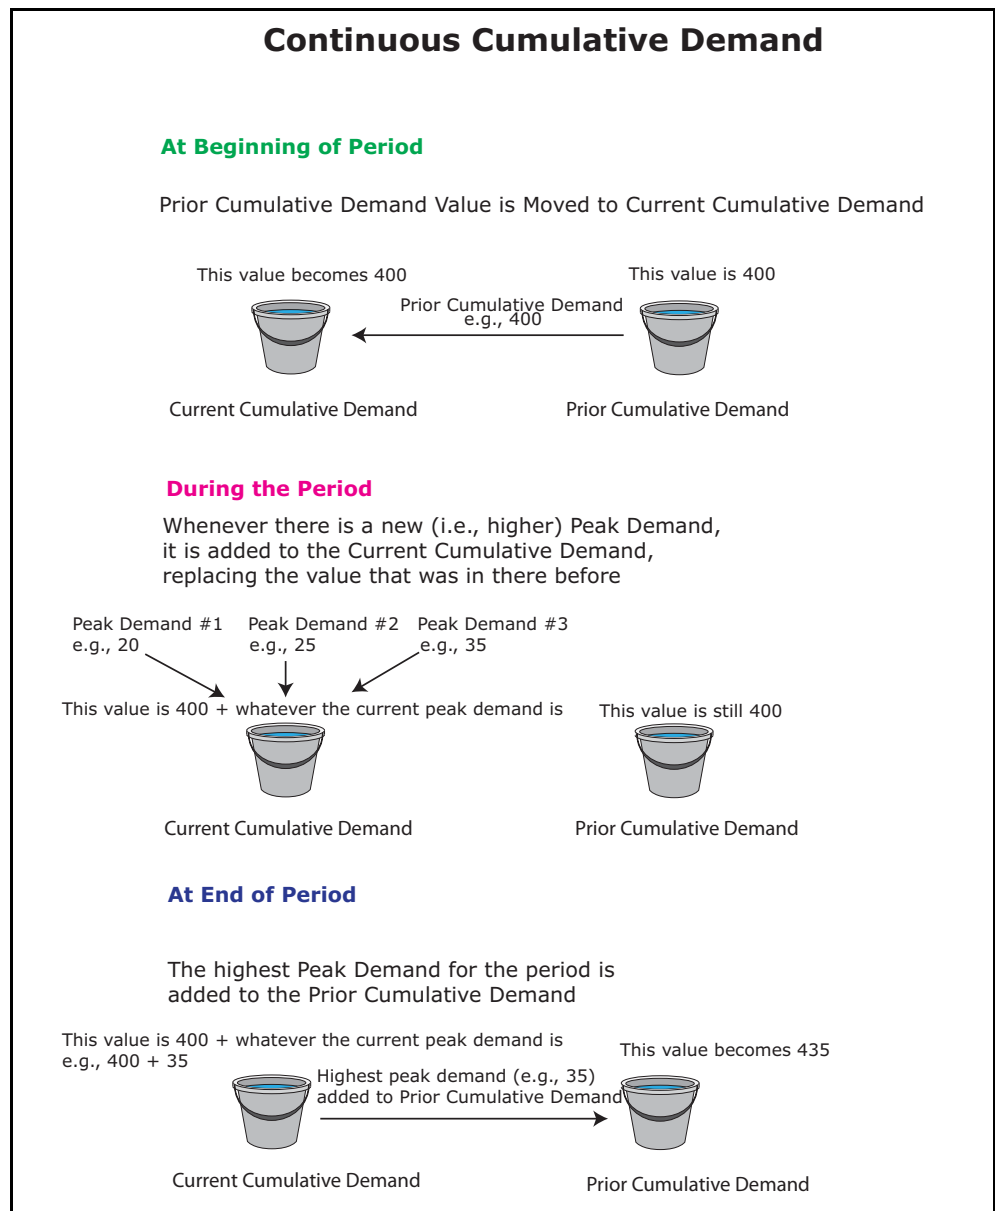 Continuous Cumulative Demand
At Beginning of Period
Prior Cumulative Demand Value is Moved to Current Cumulative Demand
This value becomes 400
This value is 400
Prior Cumulative Demand
e.g., 400
Current Cumulative Demand
Prior Cumulative Demand
During the Period
Whenever there is a new (i.e., higher) Peak Demand,
it is added to the Current Cumulative Demand,
replacing the value that was in there before
Peak Demand #1
e.g., 20
Peak Demand #2
e.g., 25
Peak Demand #3
e.g., 35
This value is 400 + whatever the current peak demand is
This value is still 400
Current Cumulative Demand
Prior Cumulative Demand
At End of Period
The highest Peak Demand for the period is
added to the Prior Cumulative Demand
This value is 400 + whatever the current peak demand is
e.g., 400 + 35
This value becomes 435
Highest peak demand (e.g., 35)
added to Prior Cumulative Demand
Current Cumulative Demand
Prior Cumulative Demand